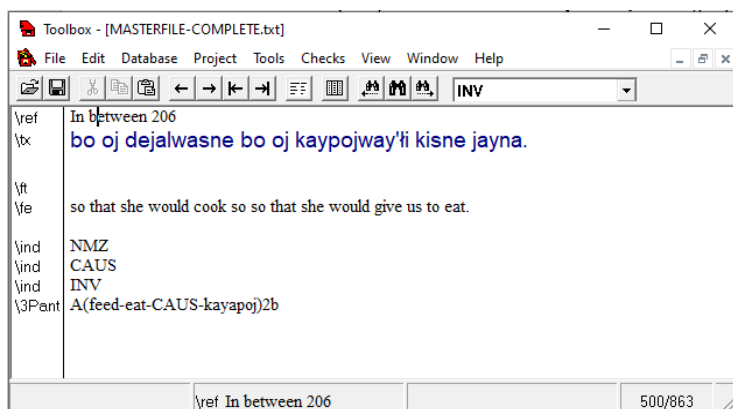 Toolbox - [MASTERFILE-COMPLETE.txt]
File Edit Database Project Tools Checks View Window Help
INV
\ref In between 206
\tx bo oj dejalwasne bo oj kaypojway'łi kisne jayna.
\ft
\fe so that she would cook so so that she would give us to eat.
\ind NMZ
\ind CAUS
\ind INV
\3Pant A(feed-eat-CAUS-kayapoj)2b
\ref In between 206 500/863